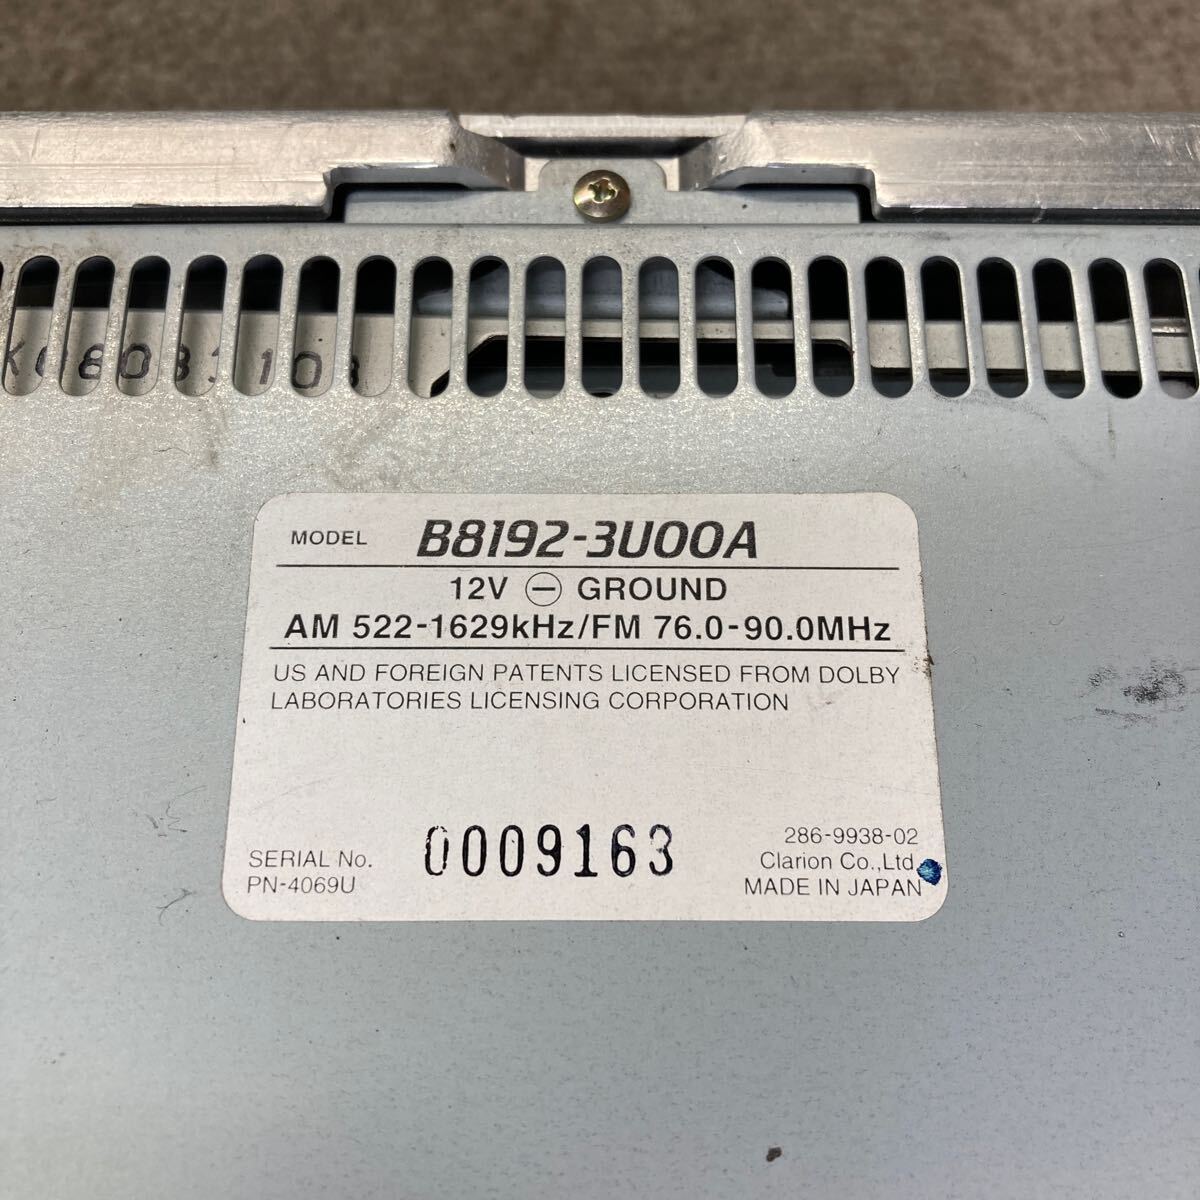 MODEL B8192-3U00A
12V ⊖ GROUND
AM 522-1629kHz/FM 76.0-90.0MHz
US AND FOREIGN PATENTS LICENSED FROM DOLBY
LABORATORIES LICENSING CORPORATION
SERIAL No. 0009163
PN-4069U
286-9938-02
Clarion Co.,Ltd.
MADE IN JAPAN